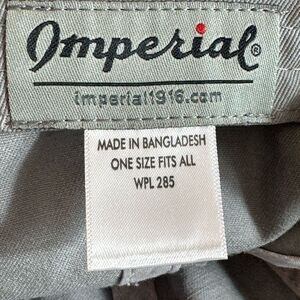 Imperial®
imperial1916.com
MADE IN BANGLADESH
ONE SIZE FITS ALL
WPL 285